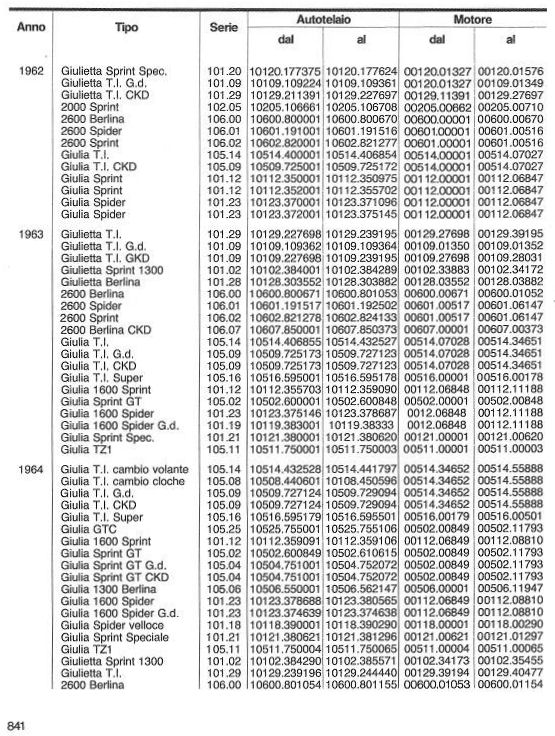 Anno Tipo Serie Autotelaio Motore
dal al dal al
1962 Giulietta Sprint Spec. 101.20 10120.177375 10120.177624 00120.01327 00120.01576
Giulietta T.I. G.d. 101.09 10109.109224 10109.109361 00120.01327 00109.01349
Giulietta T.I. CKD 101.29 10129.211391 10129.227697 00129.11391 00129.27697
2000 Sprint 102.05 10205.106661 10205.106708 00205.00662 00205.00710
2600 Berlina 106.00 10600.800001 10600.800670 00600.00001 00600.00670
2600 Spider 106.01 10601.191001 10601.191516 00601.00001 00601.00516
2600 Sprint 106.02 10602.820001 10602.821277 00601.00001 00601.00516
Giulia T.I. 105.14 10514.400001 10514.406854 00514.00001 00514.07027
Giulia T.I. CKD 105.09 10509.725001 10509.725172 00514.00001 00514.07027
Giulia Sprint 101.12 10112.350001 10112.350975 00112.00001 00112.06847
Giulia Sprint 101.12 10112.352001 10112.355702 00112.00001 00112.06847
Giulia Spider 101.23 10123.370001 10123.371096 00112.00001 00112.06847
Giulia Spider 101.23 10123.372001 10123.375145 00112.00001 00112.06847
1963 Giulietta T.I. 101.29 10129.227698 10129.239195 00129.27698 00129.39195
Giulietta T.I. G.d. 101.09 10109.109362 10109.109364 00109.01350 00109.01352
Giulietta T.I. GKD 101.09 10109.227698 10109.239195 00109.27698 00109.28031
Giulietta Sprint 1300 101.02 10102.384001 10102.384289 00102.33883 00102.34172
Giulietta Berlina 101.28 10128.303552 10128.303882 00128.03552 00128.03882
2600 Berlina 106.00 10600.800671 10600.801053 00600.00671 00600.01052
2600 Spider 106.01 10601.191517 10601.192502 00601.00517 00601.06147
2600 Sprint 106.02 10602.821278 10602.824133 00601.00517 00601.06147
2600 Berlina CKD 106.07 10607.850001 10607.850373 00607.00001 00607.00373
Giulia T.I. 105.14 10514.406855 10514.432527 00514.07028 00514.34651
Giulia T.I. G.d. 105.09 10509.725173 10509.727123 00514.07028 00514.34651
Giulia T.I. CKD 105.09 10509.725173 10509.727123 00514.07028 00514.34651
Giulia T.I. Super 105.16 10516.595001 10516.595178 00516.00001 00516.00178
Giulia 1600 Sprint 101.12 10112.355703 10112.359090 00112.06848 00112.11188
Giulia Sprint GT 105.02 10502.600001 10502.600848 00502.00001 00502.00848
Giulia 1600 Spider 101.23 10123.375146 10123.378687 0012.06848 00112.11188
Giulia 1600 Spider G.d. 101.19 10119.383001 10119.38333 0012.06848 00112.11188
Giulia Sprint Spec. 101.21 10121.380001 10121.380620 00121.00001 00121.00620
Giulia TZ1 105.11 10511.750001 10511.750003 00511.00001 00511.00003
1964 Giulia T.I. cambio volante 105.14 10514.432528 10514.441797 00514.34652 00514.55888
Giulia T.I. cambio cloche 105.08 10508.440601 10108.450596 00514.34652 00514.55888
Giulia T.I. G.d. 105.09 10509.727124 10509.729094 00514.34652 00514.55888
Giulia T.I. CKD 105.09 10509.727124 10509.729094 00514.34652 00514.55888
Giulia T.I. Super 105.16 10516.595179 10516.595501 00516.00179 00516.00501
Giulia GTC 105.25 10525.755001 10525.755106 00502.00849 00502.11793
Giulia 1600 Sprint 101.12 10112.359091 10112.359106 00112.06849 00112.08810
Giulia Sprint GT 105.02 10502.600849 10502.610615 00502.00849 00502.11793
Giulia Sprint GT G.d. 105.04 10504.751001 10504.752072 00502.00849 00502.11793
Giulia Sprint GT CKD 105.04 10504.751001 10504.752072 00502.00849 00502.11793
Giulia 1300 Berlina 105.06 10506.550001 10506.562147 00506.00001 00506.11947
Giulia 1600 Spider 101.23 10123.378688 10123.380565 00112.06849 00112.08810
Giulia 1600 Spider G.d. 101.23 10123.374639 10123.374638 00112.06849 00112.08810
Giulia Spider velloce 101.18 10118.390001 10118.390290 00118.00001 00118.00290
Giulia Sprint Speciale 101.21 10121.380621 10121.381296 00121.00621 00121.01297
Giulia TZ1 105.11 10511.750004 10511.750065 00511.00004 00511.00065
Giulietta Sprint 1300 101.02 10102.384290 10102.385571 00102.34173 00102.35455
Giulietta T.I. 101.29 10129.239196 10129.244440 00129.39194 00129.40477
2600 Berlina 106.00 10600.801054 10600.801155 00600.01053 00600.01154
841